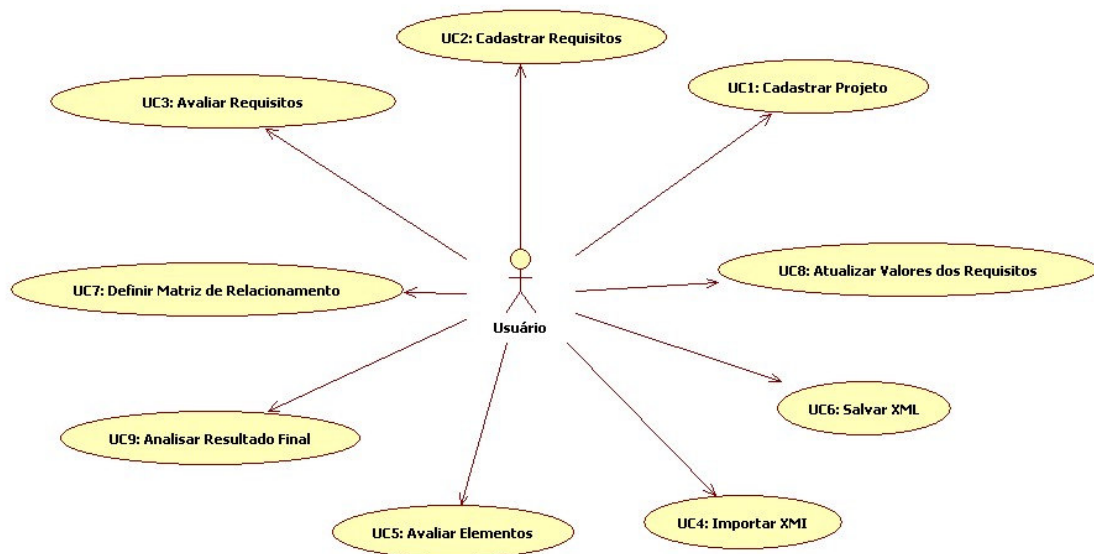 UC2: Cadastrar Requisitos
UC1: Cadastrar Projeto
UC3: Avaliar Requisitos
UC8: Atualizar Valores dos Requisitos
UC7: Definir Matriz de Relacionamento
Usuário
UC6: Salvar XML
UC9: Analisar Resultado Final
UC4: Importar XMI
UC5: Avaliar Elementos